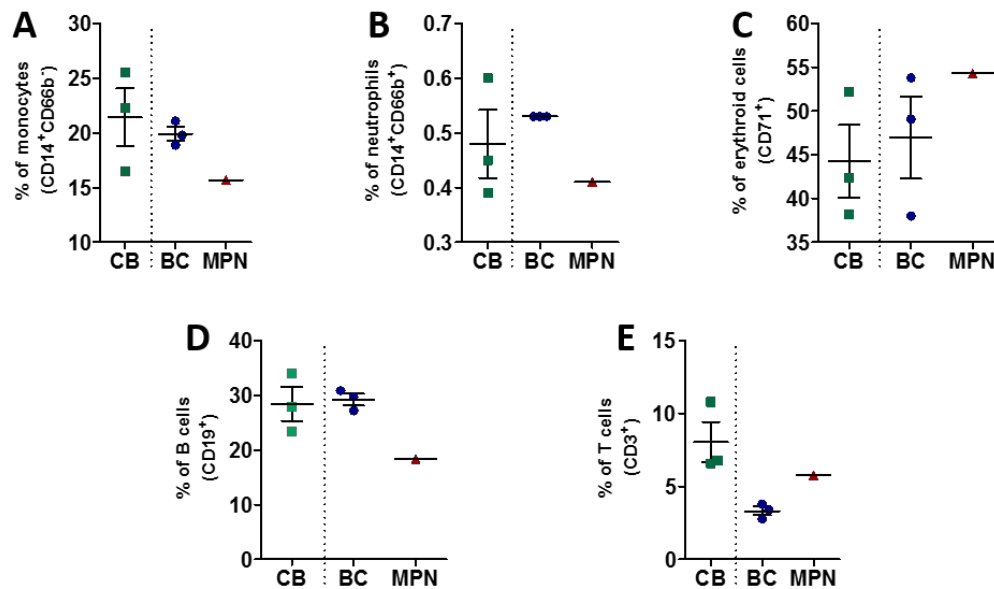 A
% of monocytes
(CD14⁺CD66b⁻)
30
25
20
15
10
CB
BC
MPN
B
% of neutrophils
(CD14⁺CD66b⁺)
0.7
0.6
0.5
0.4
0.3
CB
BC
MPN
C
% of erythroid cells
(CD71⁺)
60
55
50
45
40
35
CB
BC
MPN
D
% of B cells
(CD19⁺)
40
30
20
10
0
CB
BC
MPN
E
% of T cells
(CD3⁺)
15
10
5
0
CB
BC
MPN